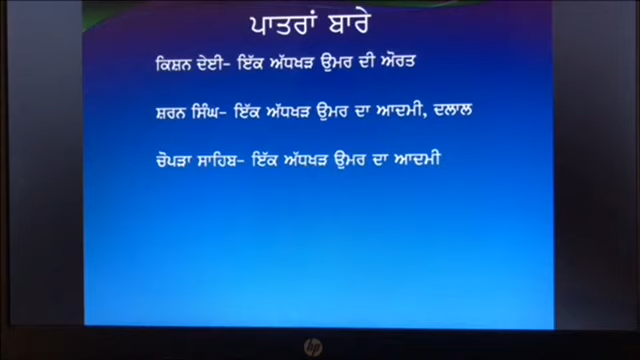 ਪਾਤਰਾਂ ਬਾਰੇ
ਕਿਸ਼ਨ ਦੇਈ- ਇੱਕ ਅੱਧਖੜ ਉਮਰ ਦੀ ਔਰਤ
ਸ਼ਰਨ ਸਿੰਘ- ਇੱਕ ਅੱਧਖੜ ਉਮਰ ਦਾ ਆਦਮੀ, ਦਲਾਲ
ਚੋਪੜਾ ਸਾਹਿਬ- ਇੱਕ ਅੱਧਖੜ ਉਮਰ ਦਾ ਆਦਮੀ
hp